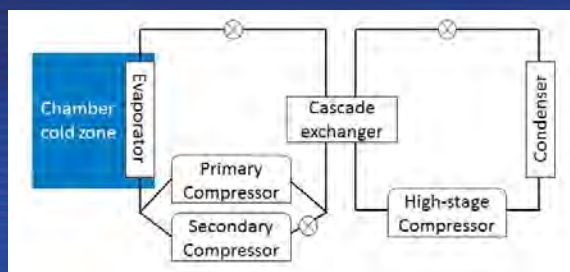 Chamber
cold zone
Evaporator
Cascade
exchanger
Condenser
Primary
Compressor
Secondary
Compressor
High-stage
Compressor